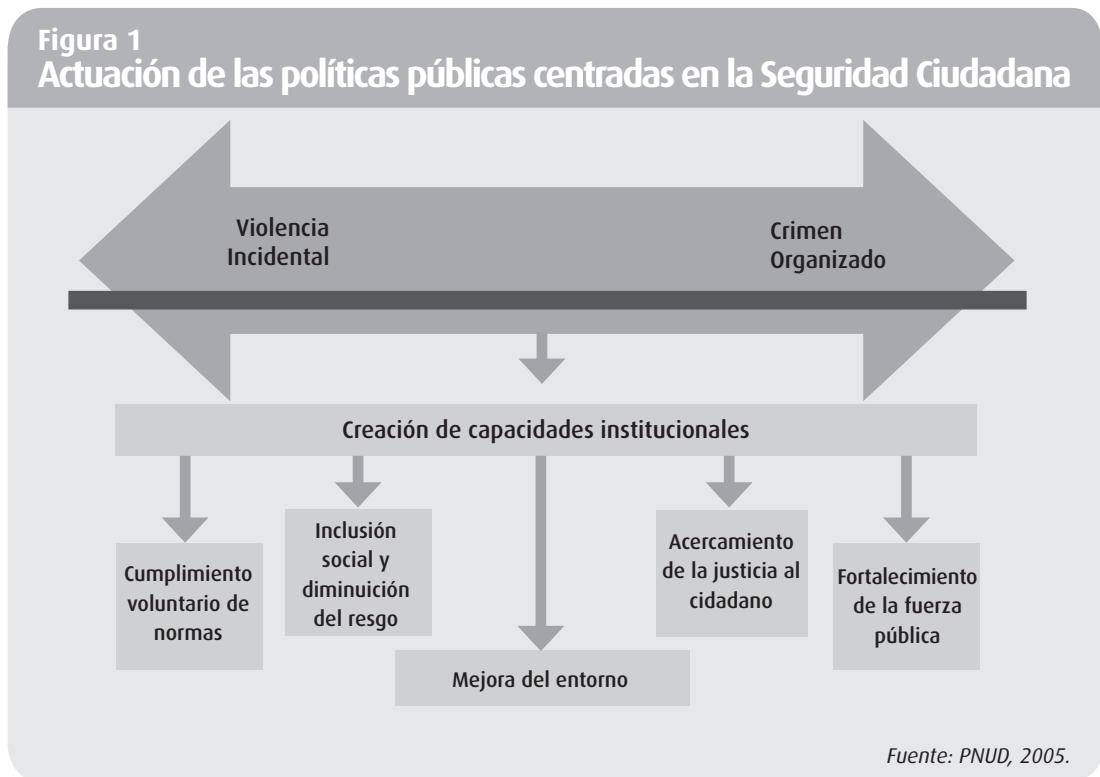 Figura 1
Actuación de las políticas públicas centradas en la Seguridad Ciudadana
Violencia
Incidental
Crimen
Organizado
Creación de capacidades institucionales
Cumplimiento
voluntario de
normas
Inclusión
social y
diminuición
del resgo
Mejora del entorno
Acercamiento
de la justicia al
cidadano
Fortalecimiento
de la fuerza
pública
Fuente: PNUD, 2005.